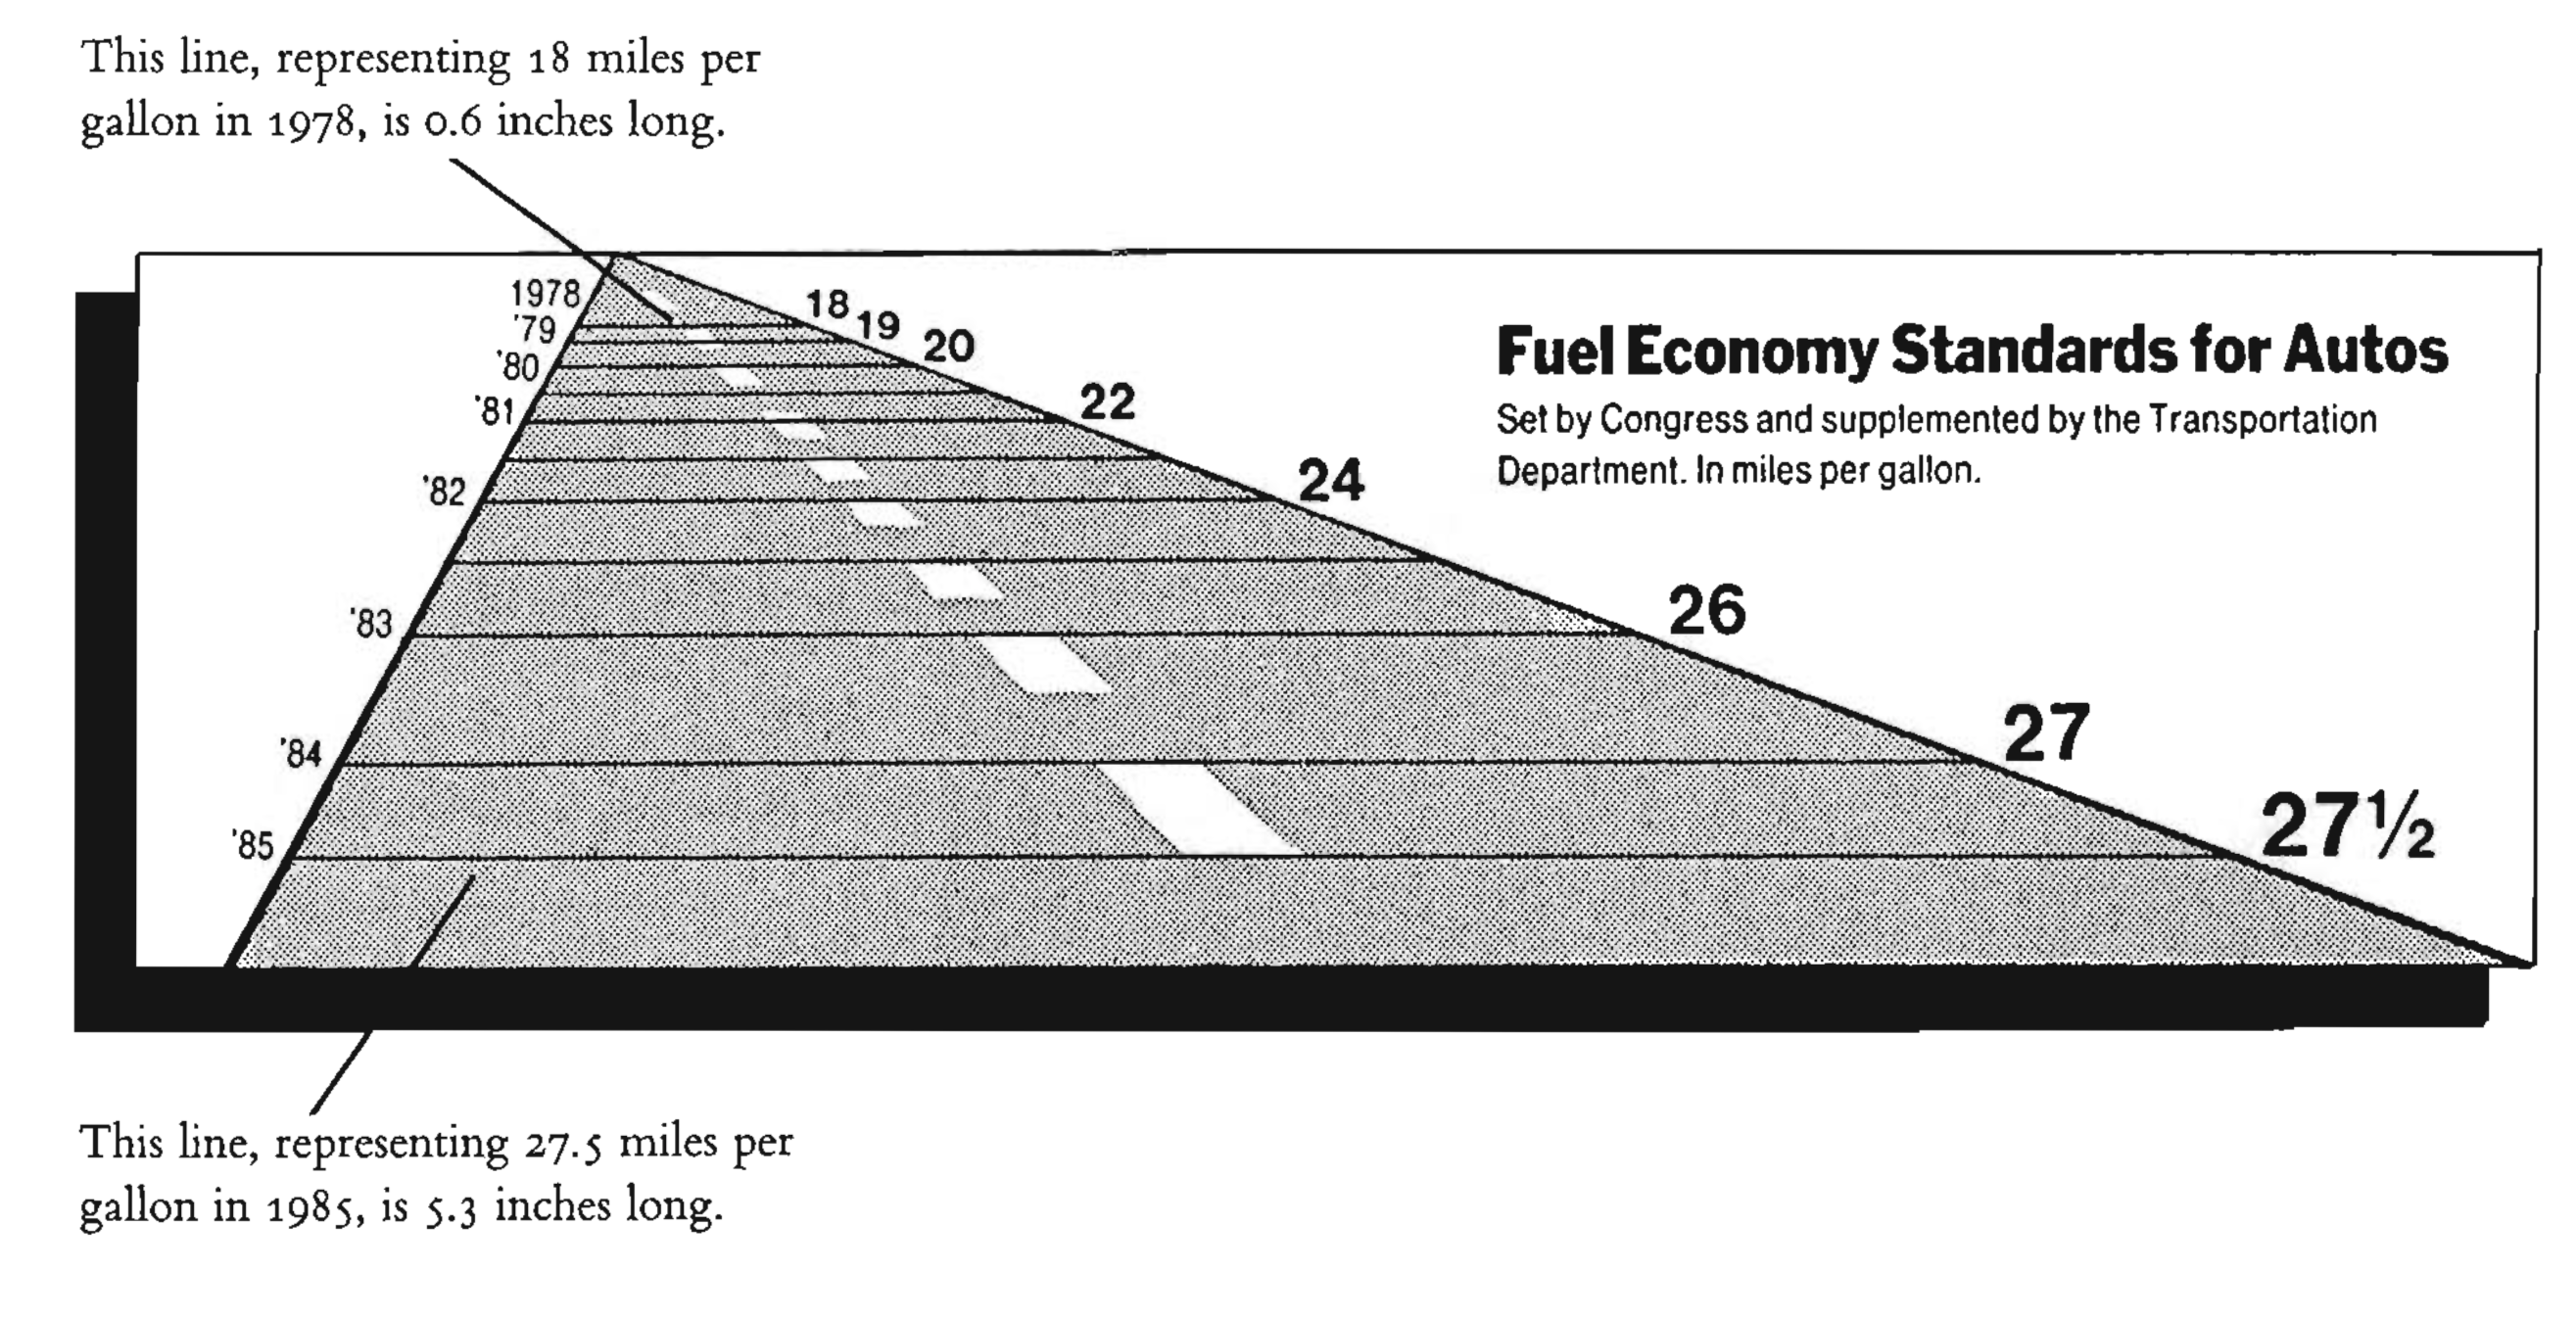 This line, representing 18 miles per
gallon in 1978, is 0.6 inches long.
1978
18
'79
19
'80
20
Fuel Economy Standards for Autos
'81
22
Set by Congress and supplemented by the Transportation
Department. In miles per gallon.
'82
24
'83
26
'84
27
'85
27½
This line, representing 27.5 miles per
gallon in 1985, is 5.3 inches long.